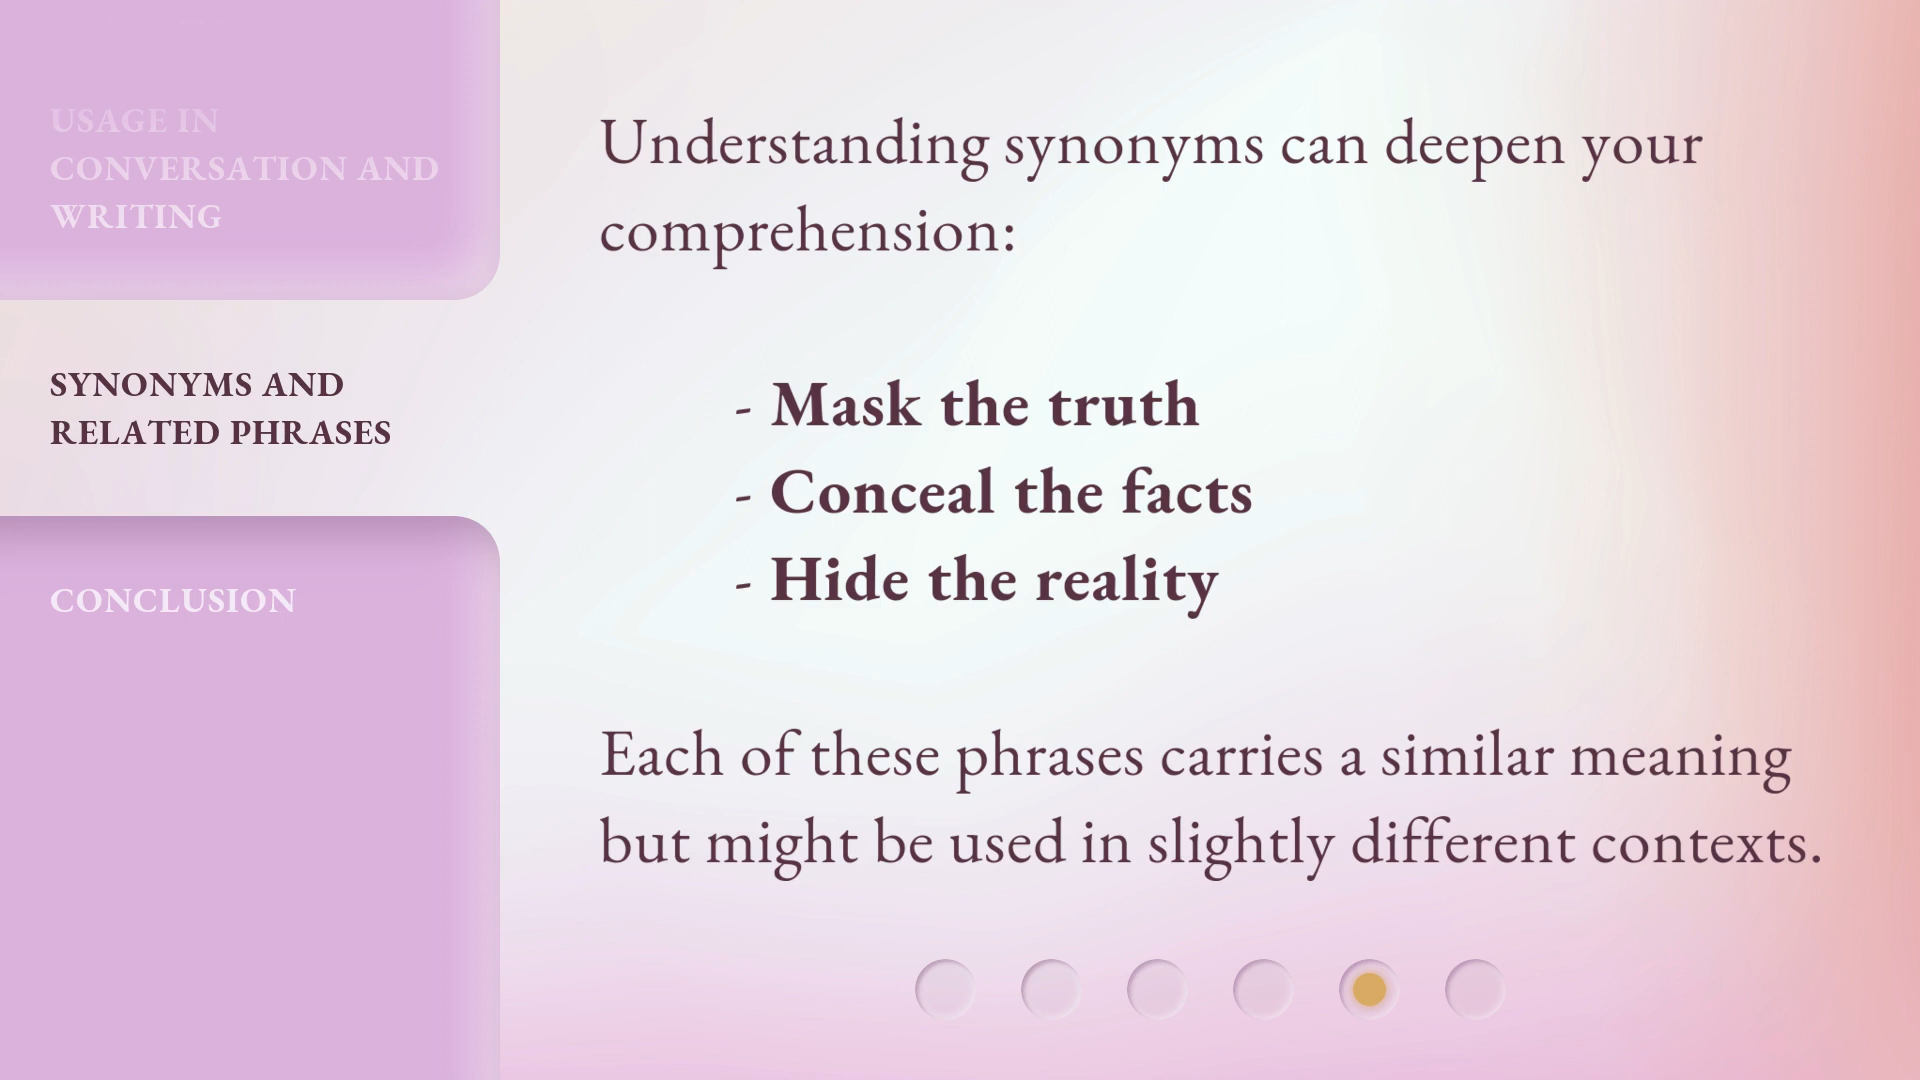 USAGE IN
CONVERSATION AND
WRITING
SYNONYMS AND
RELATED PHRASES
CONCLUSION
Understanding synonyms can deepen your
comprehension:
- Mask the truth
- Conceal the facts
- Hide the reality
Each of these phrases carries a similar meaning
but might be used in slightly different contexts.